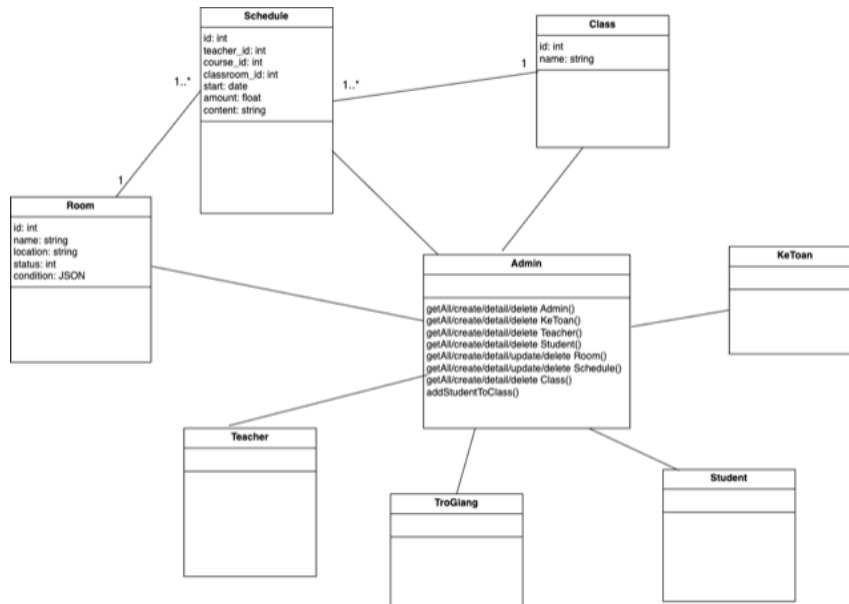 Schedule
id: int
teacher_id: int
course_id: int
classroom_id: int
start: date
amount: float
content: string
Class
id: int
name: string
1
1..*
1..*
1
Room
id: int
name: string
location: string
status: int
condition: JSON
Admin
getAll/create/detail/delete Admin()
getAll/create/detail/delete KeToan()
getAll/create/detail/delete Teacher()
getAll/create/detail/delete Student()
getAll/create/detail/update/delete Room()
getAll/create/detail/update/delete Schedule()
getAll/create/detail/delete Class()
addStudentToClass()
KeToan
Teacher
TroGiang
Student